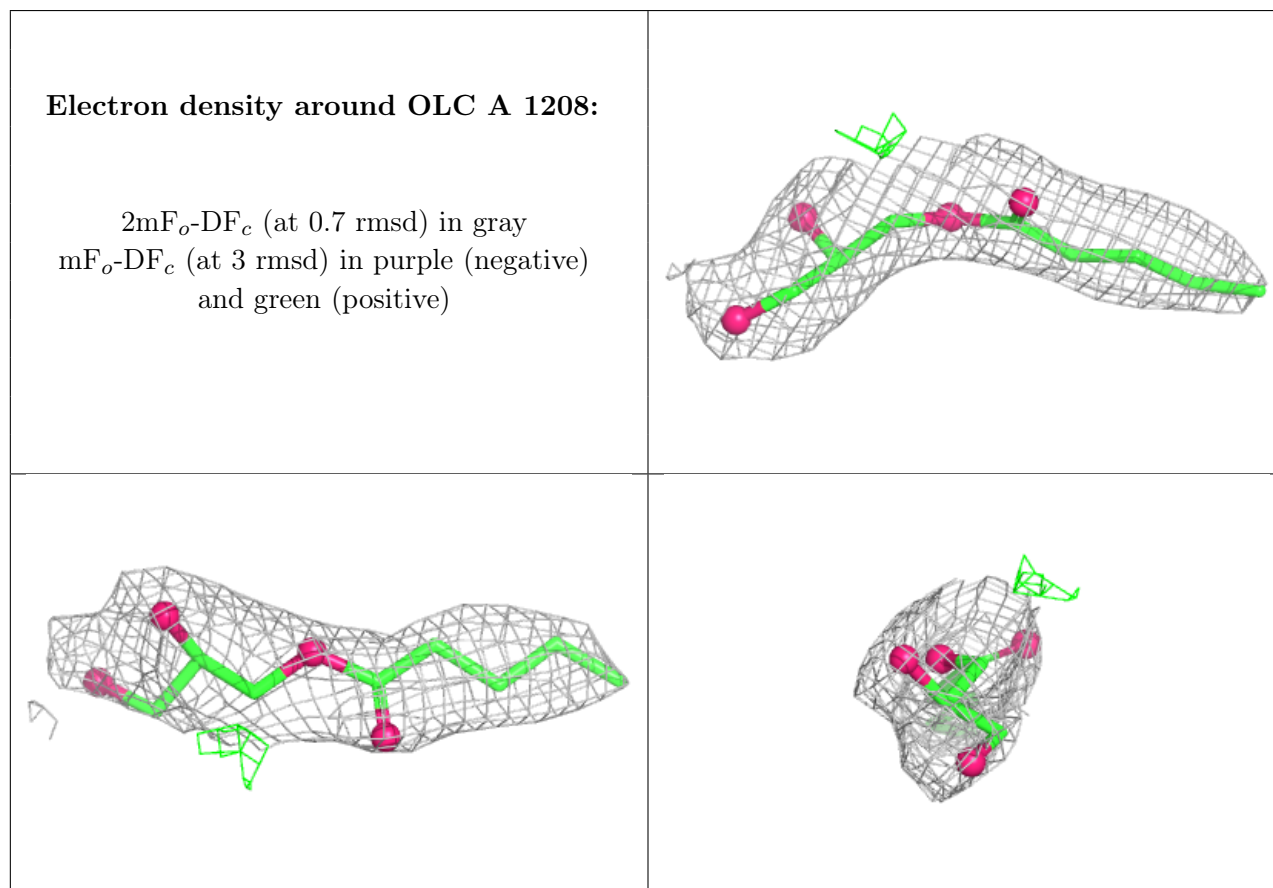 Electron density around OLC A 1208:
2mFo-DFc (at 0.7 rmsd) in gray
mFo-DFc (at 3 rmsd) in purple (negative)
and green (positive)